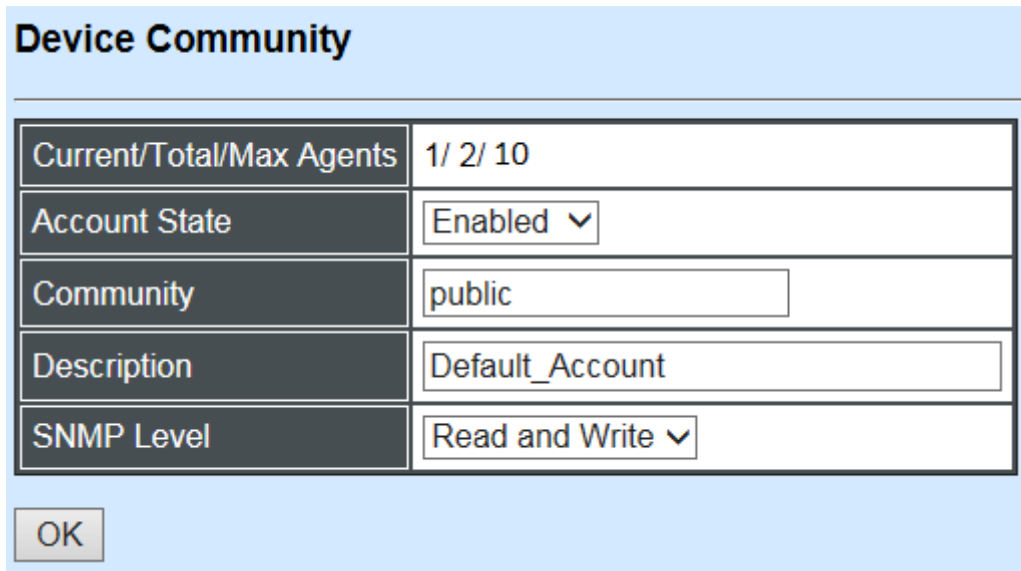 Device Community
Current/Total/Max Agents 1/ 2/ 10
Account State Enabled
Community public
Description Default_Account
SNMP Level Read and Write
OK